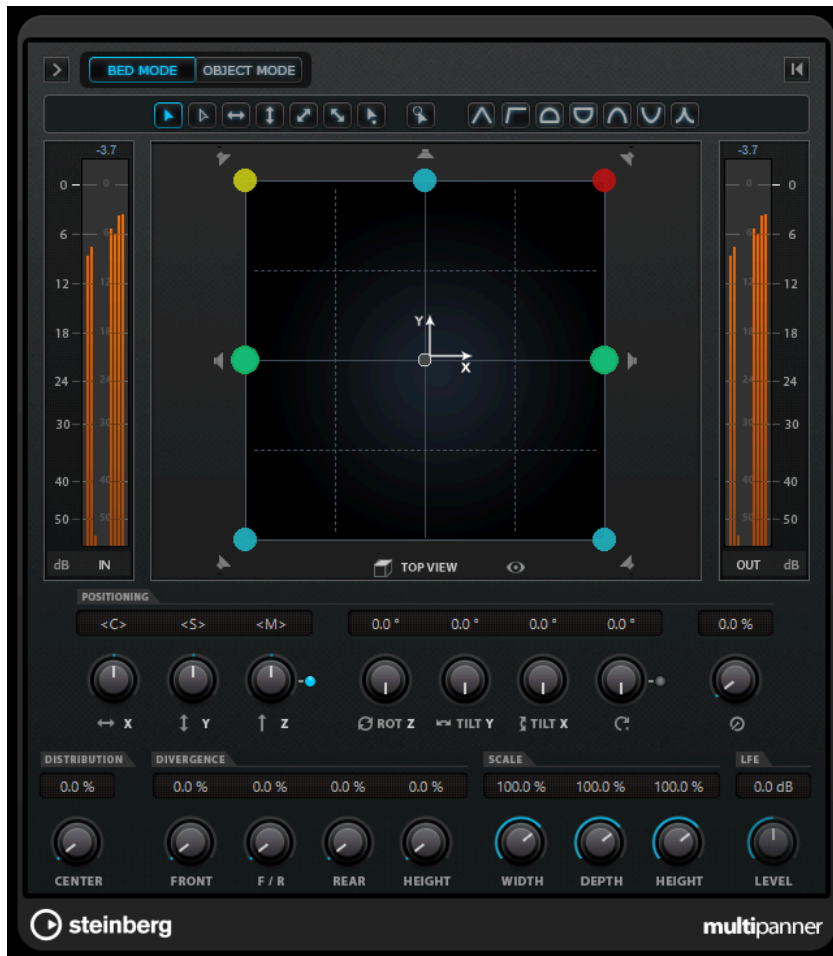 BED MODE OBJECT MODE
-3.7 -3.7
0 0 0 0
6 6 6 6
12 12 12 12
18 18 18 18
24 24 24 24
30 30 30 30
40 40 40 40
50 50 50 50
Y
X
dB IN TOP VIEW OUT dB
POSITIONING
<C> <S> <M> 0.0 ° 0.0 ° 0.0 ° 0.0 ° 0.0 %
X Y Z ROT Z TILT Y TILT X
DISTRIBUTION DIVERGENCE SCALE LFE
0.0 % 0.0 % 0.0 % 0.0 % 0.0 % 100.0 % 100.0 % 100.0 % 0.0 dB
CENTER FRONT F / R REAR HEIGHT WIDTH DEPTH HEIGHT LEVEL
steinberg multipanner